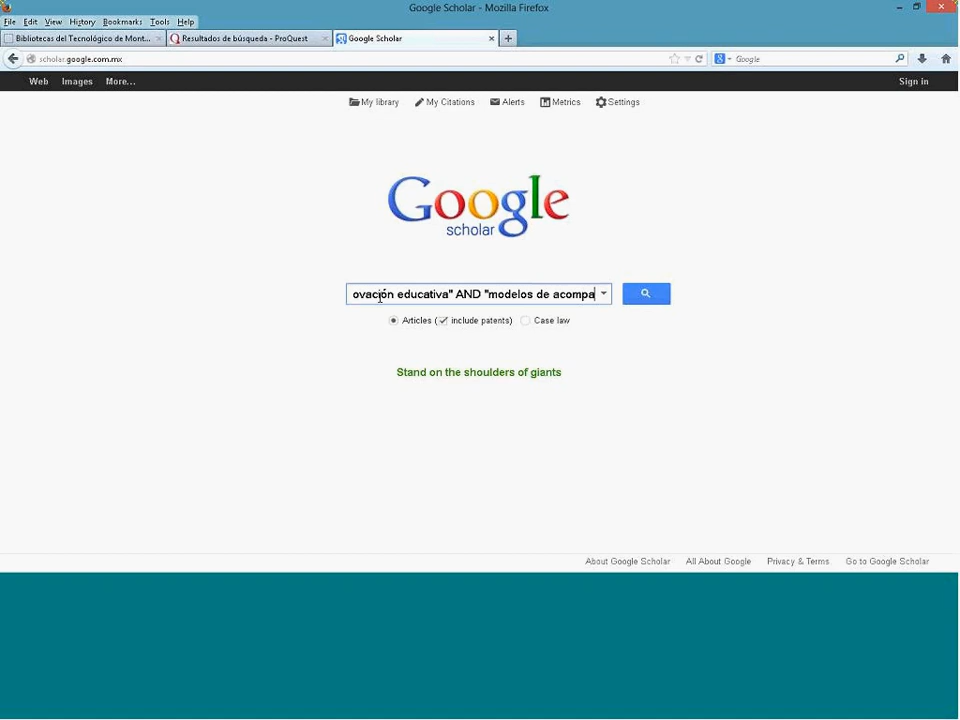 Google Scholar - Mozilla Firefox
File Edit View History Bookmarks Tools Help
Bibliotecas del Tecnológico de Mont... × Resultados de búsqueda - ProQuest × Google Scholar ×
scholar.google.com.mx Google
Web Images More... Sign in
My library My Citations Alerts Metrics Settings
Google
scholar
ovación educativa" AND "modelos de acompa
Articles (include patents) Case law
Stand on the shoulders of giants
About Google Scholar All About Google Privacy & Terms Go to Google Scholar